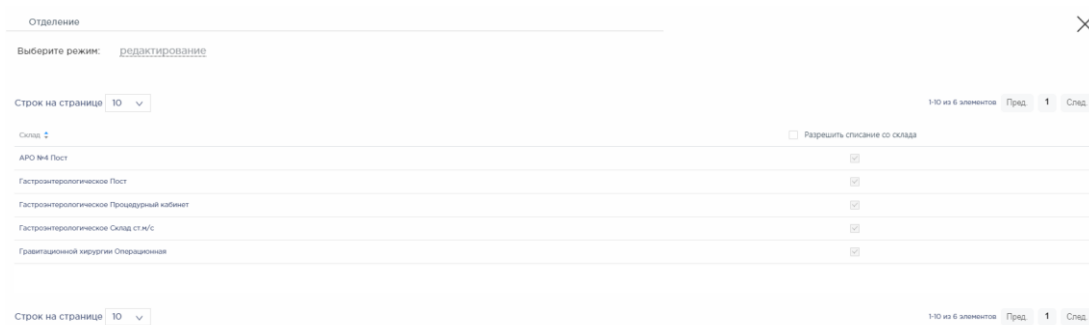 Отделение
Выберите режим: редактирование
Строк на странице 10 1-10 из 6 элементов Пред. 1 След.
Склад Разрешить списание со склада
АРО №4 Пост
Гастроэнтерологическое Пост
Гастроэнтерологическое Процедурный кабинет
Гастроэнтерологическое Склад ст.м/с
Гравитационной хирургии Операционная
Строк на странице 10 1-10 из 6 элементов Пред. 1 След.